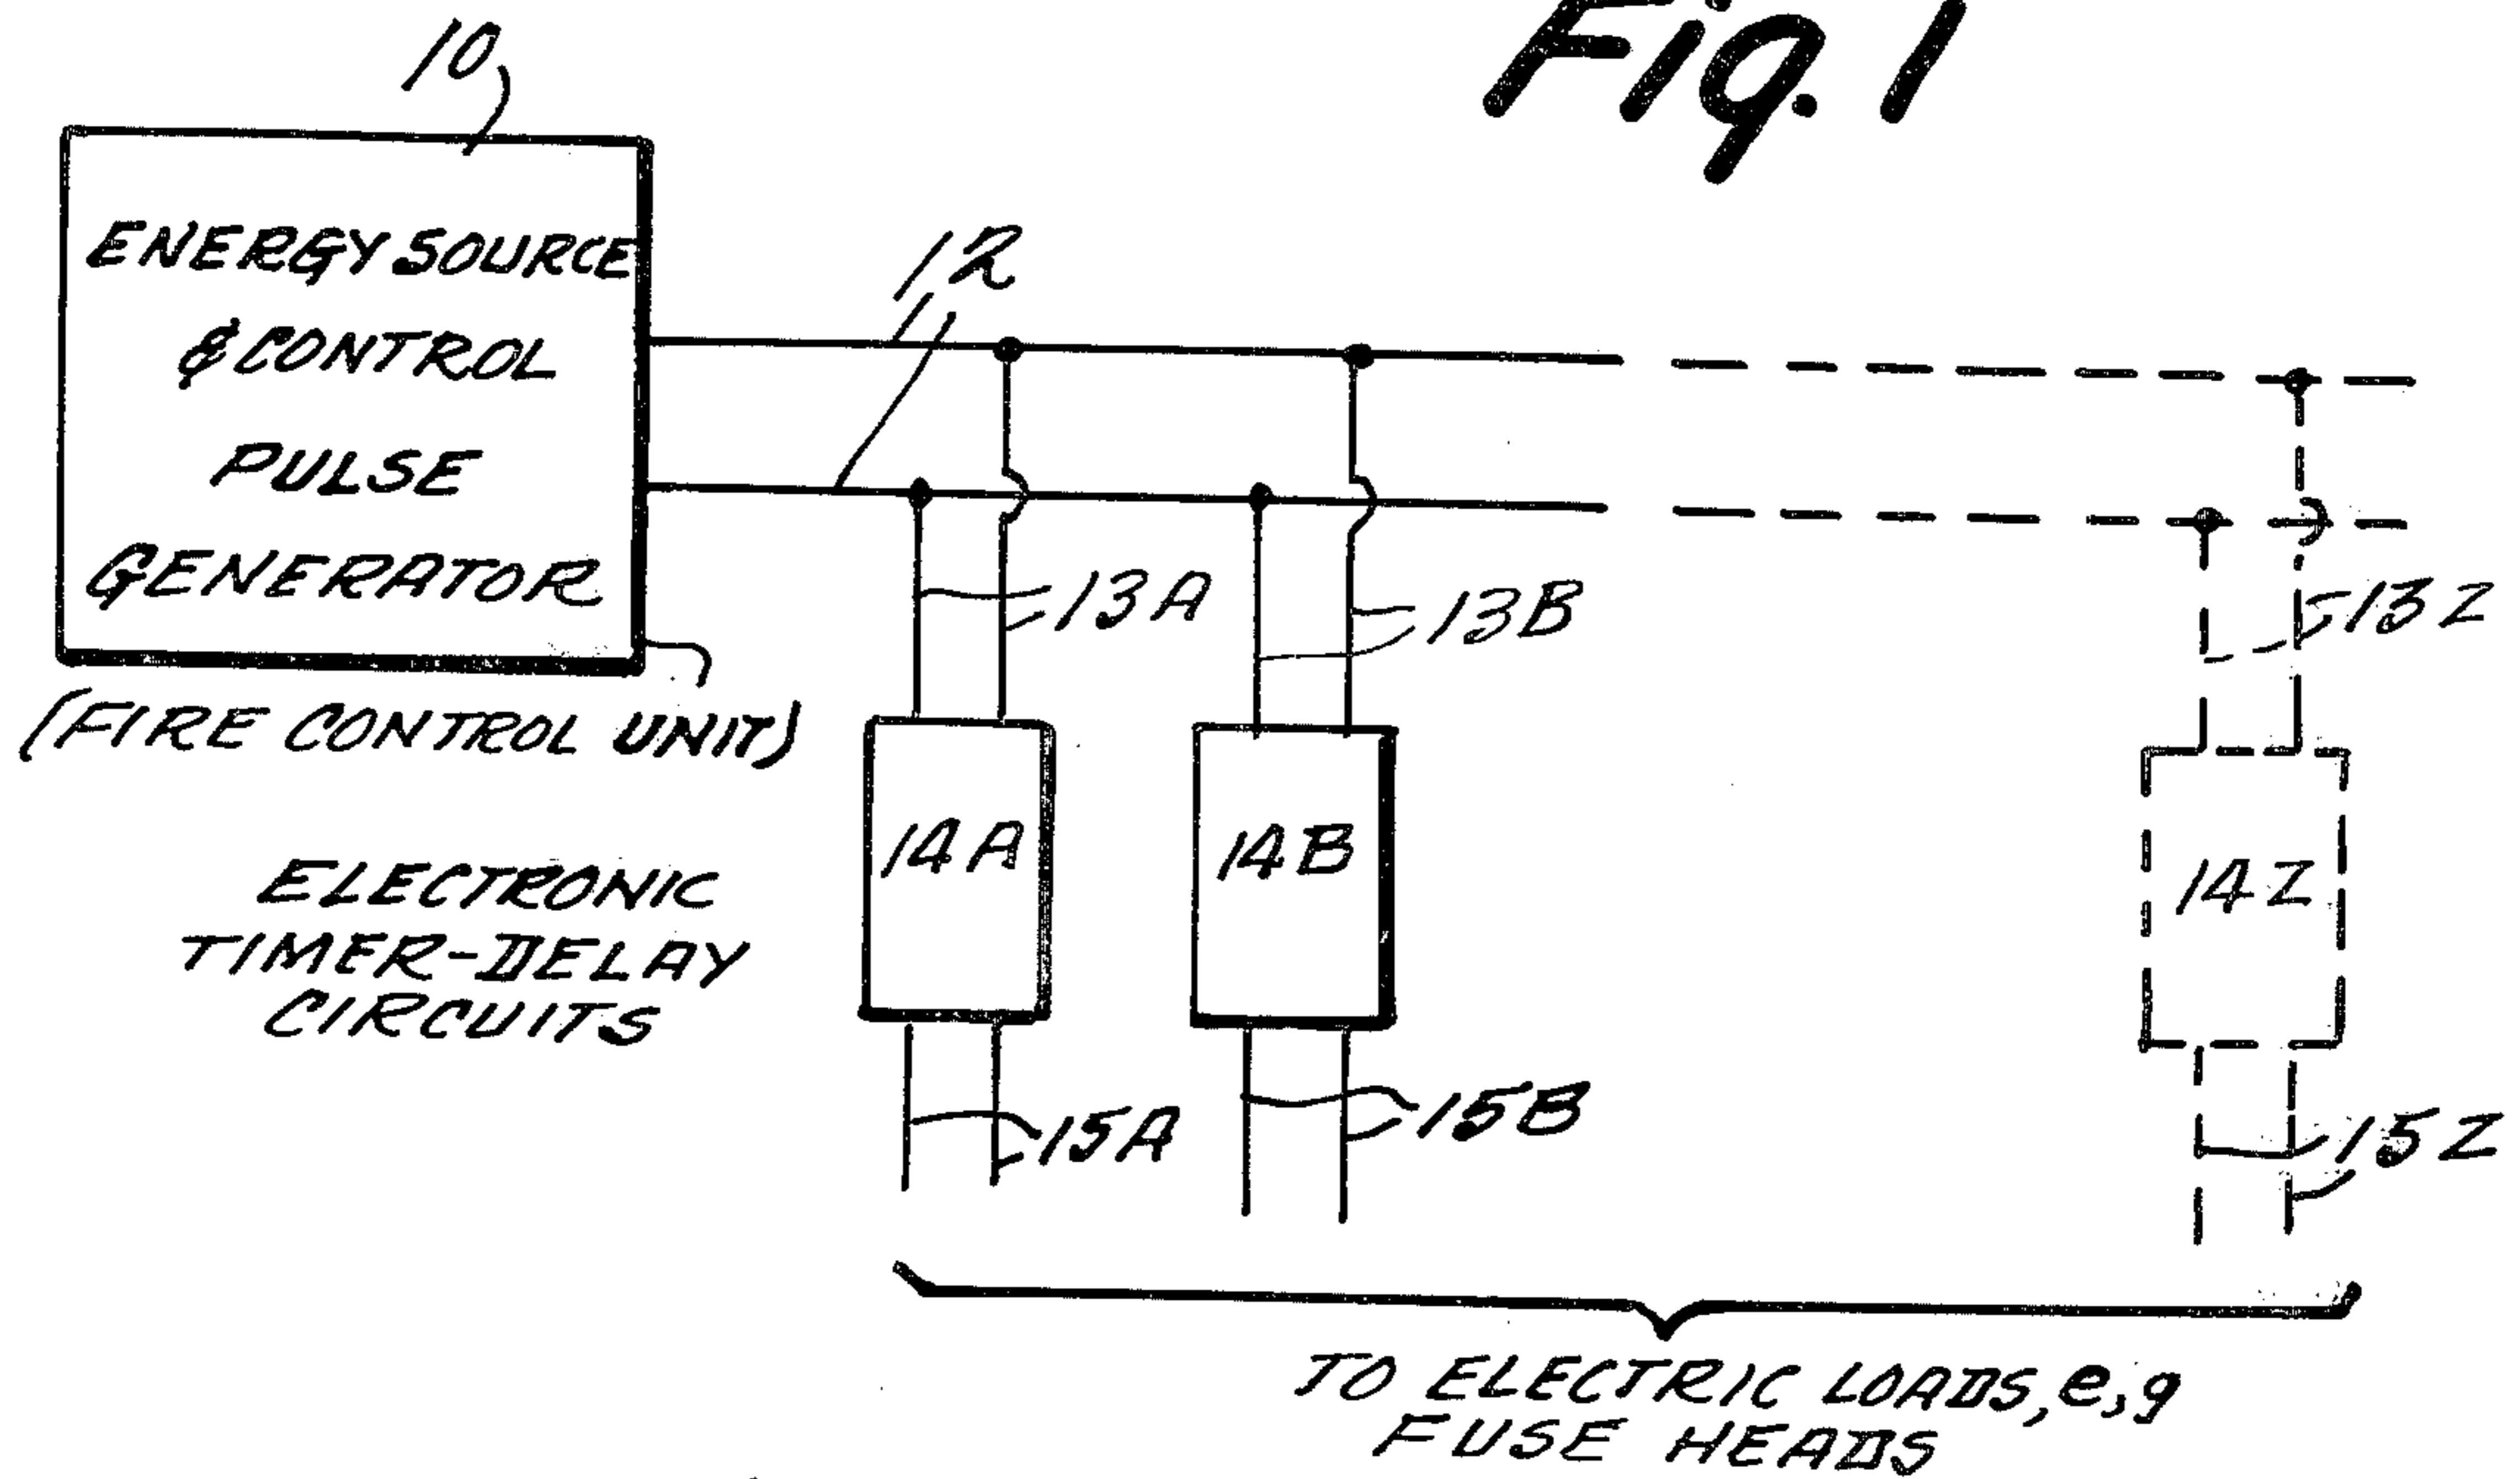 Fig. 1
10
ENERGY SOURCE
& CONTROL
PULSE
GENERATOR
(FIRE CONTROL UNIT)
12
13A
13B
13Z
14A
14B
14Z
ELECTRONIC
TIMER-DELAY
CIRCUITS
15A
15B
15Z
TO ELECTRIC LOADS, e,g
FUSE HEADS